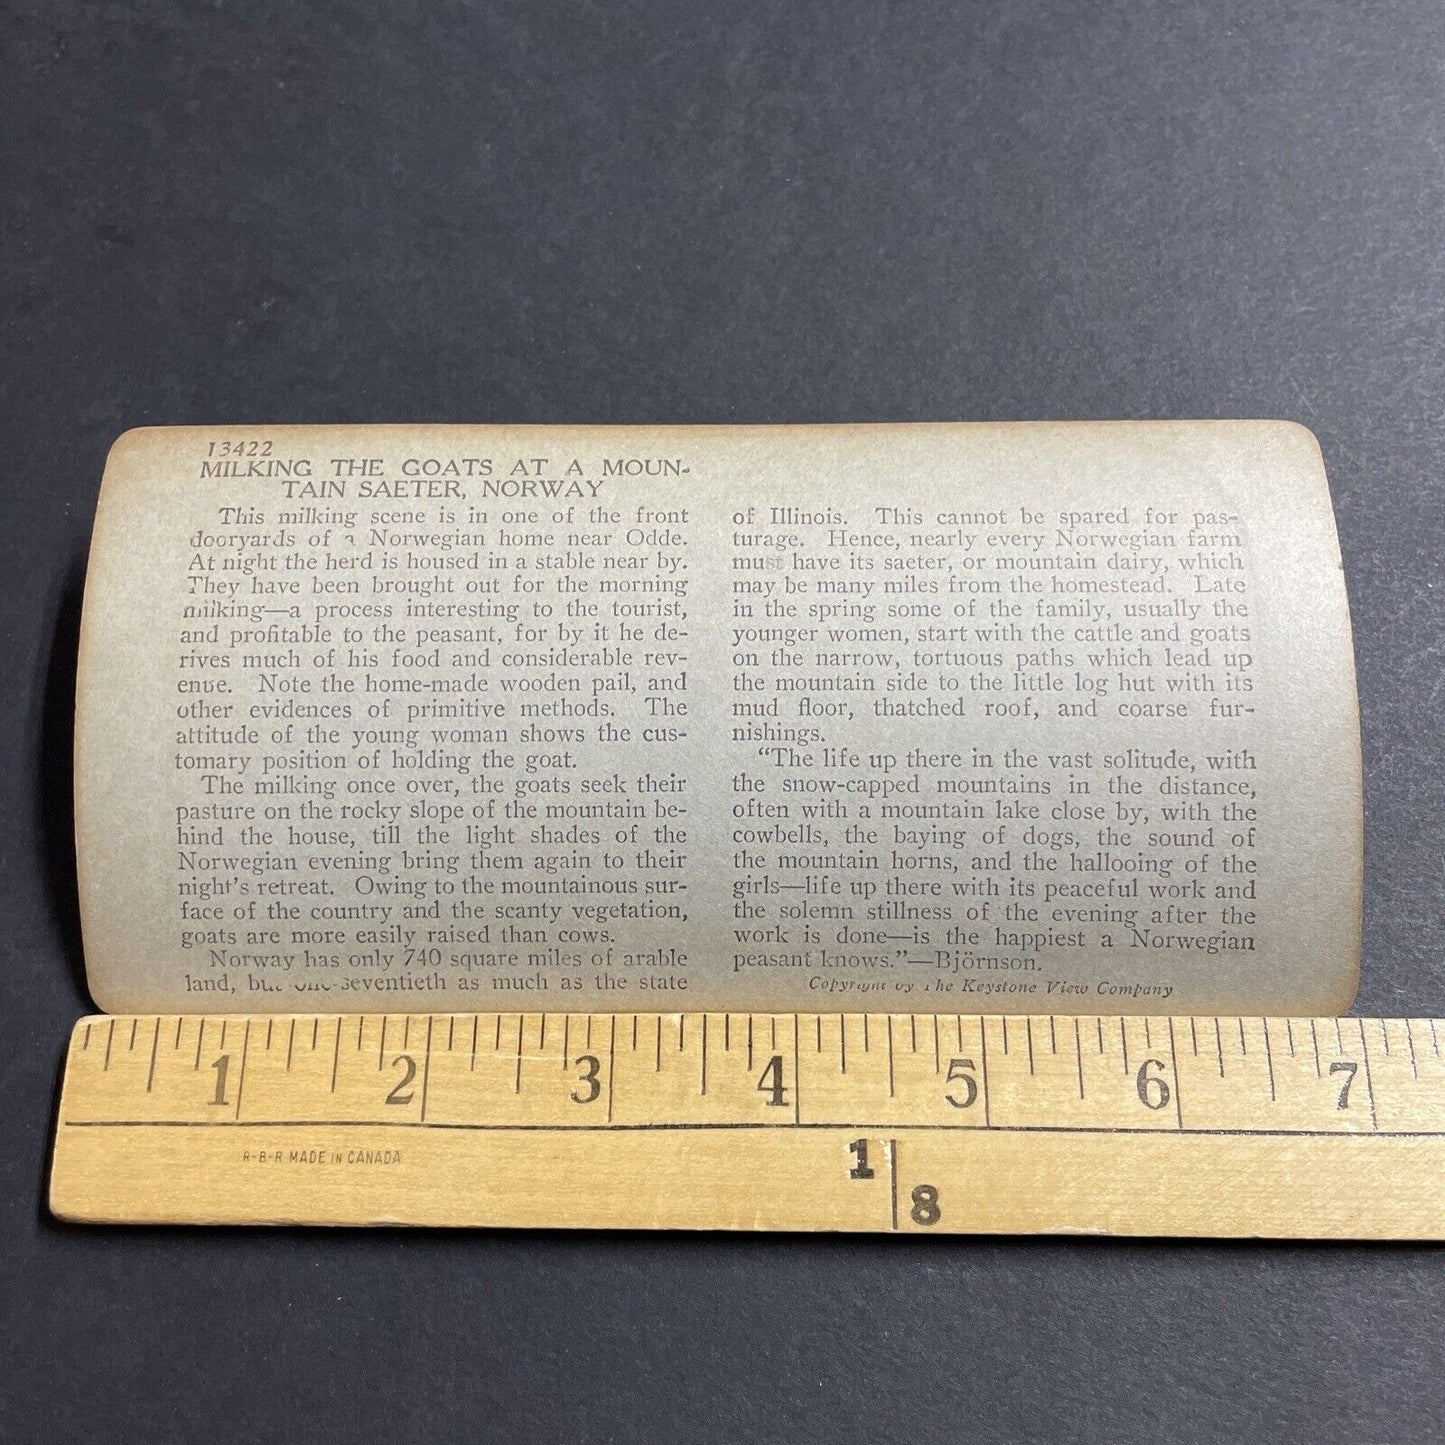 13422
MILKING THE GOATS AT A MOUN-
TAIN SAETER, NORWAY
This milking scene is in one of the front
dooryards of a Norwegian home near Odde.
At night the herd is housed in a stable near by.
They have been brought out for the morning
milking—a process interesting to the tourist,
and profitable to the peasant, for by it he de-
rives much of his food and considerable rev-
enue. Note the home-made wooden pail, and
other evidences of primitive methods. The
attitude of the young woman shows the cus-
tomary position of holding the goat.
The milking once over, the goats seek their
pasture on the rocky slope of the mountain be-
hind the house, till the light shades of the
Norwegian evening bring them again to their
night's retreat. Owing to the mountainous sur-
face of the country and the scanty vegetation,
goats are more easily raised than cows.
Norway has only 740 square miles of arable
land, but one-seventieth as much as the state
of Illinois. This cannot be spared for pas-
turage. Hence, nearly every Norwegian farm
must have its saeter, or mountain dairy, which
may be many miles from the homestead. Late
in the spring some of the family, usually the
younger women, start with the cattle and goats
on the narrow, tortuous paths which lead up
the mountain side to the little log hut with its
mud floor, thatched roof, and coarse fur-
nishings.
"The life up there in the vast solitude, with
the snow-capped mountains in the distance,
often with a mountain lake close by, with the
cowbells, the baying of dogs, the sound of
the mountain horns, and the hallooing of the
girls—life up there with its peaceful work and
the solemn stillness of the evening after the
work is done—is the happiest a Norwegian
peasant knows."—Björnson.
Copyright by The Keystone View Company
1 2 3 4 5 6 7
R-B-R MADE IN CANADA
1
8